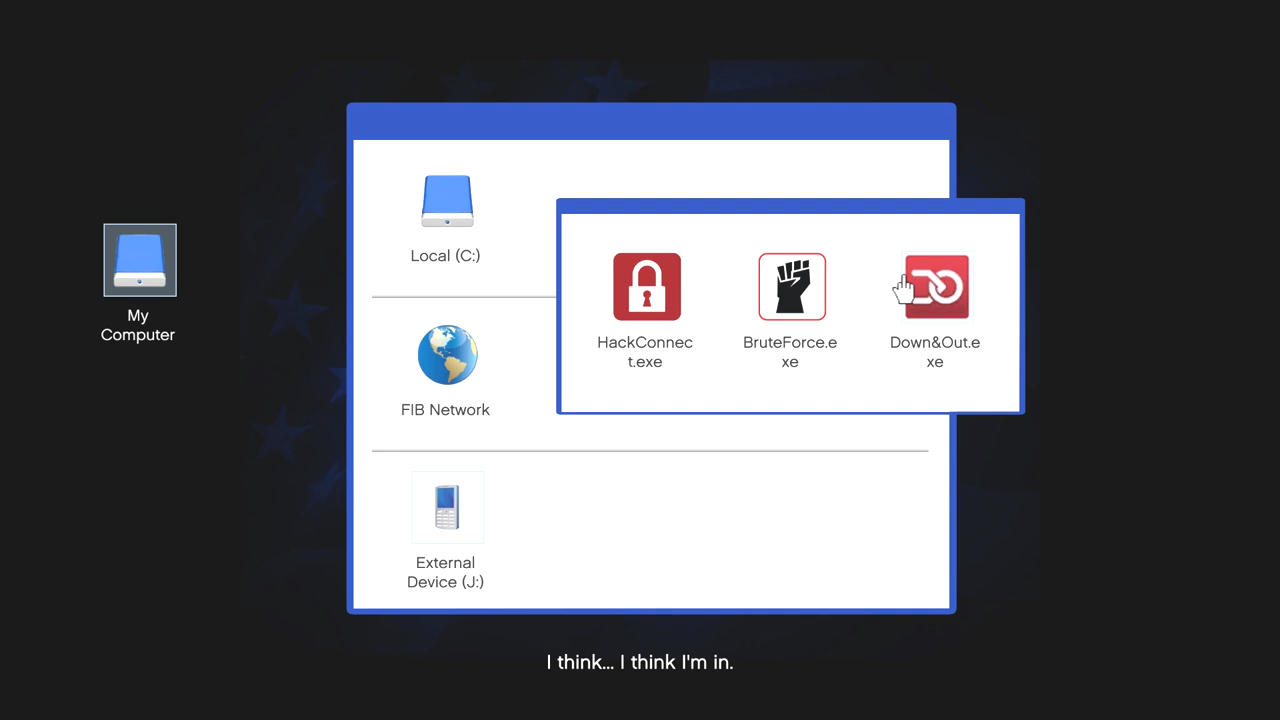 My
Computer
Local (C:)
FIB Network
External
Device (J:)
HackConnec
t.exe
BruteForce.e
xe
Down&Out.e
xe
I think... I think I'm in.